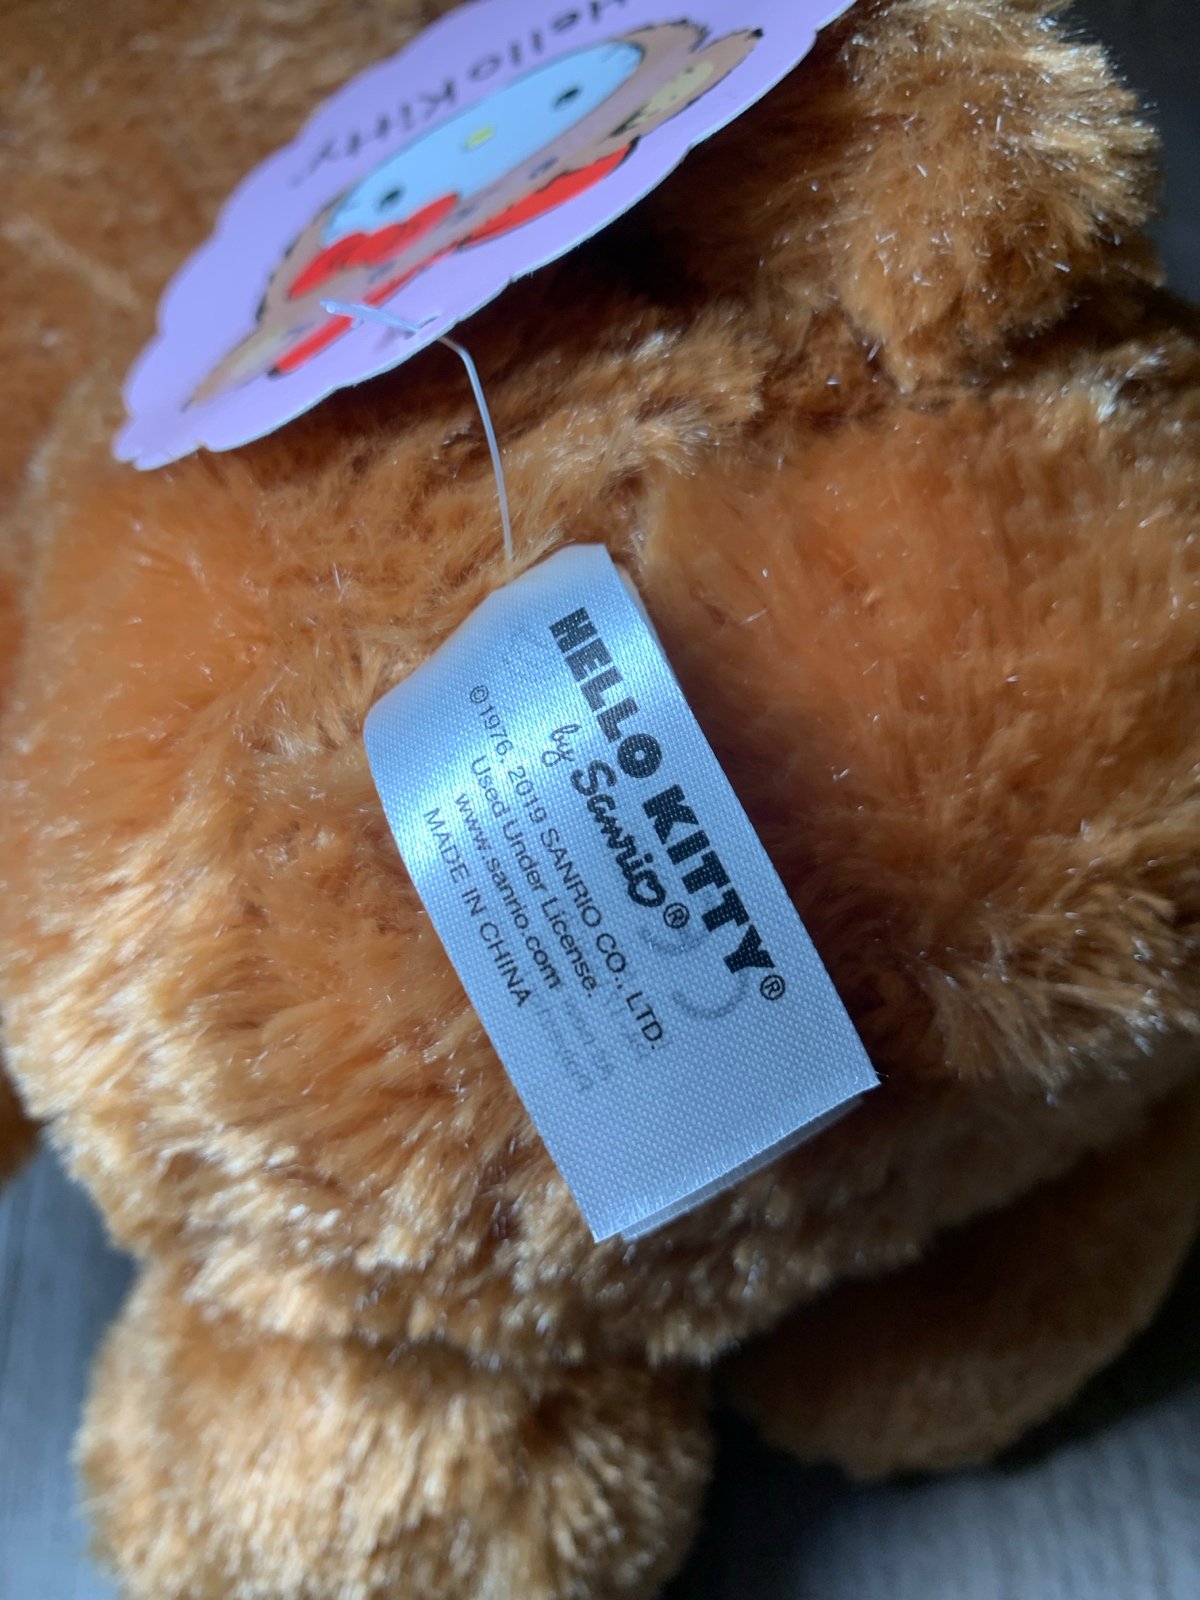 Hello Kitty
HELLO KITTY®
by Sanrio®
©1976, 2019 SANRIO CO., LTD.
Used Under License.
www.sanrio.com
MADE IN CHINA